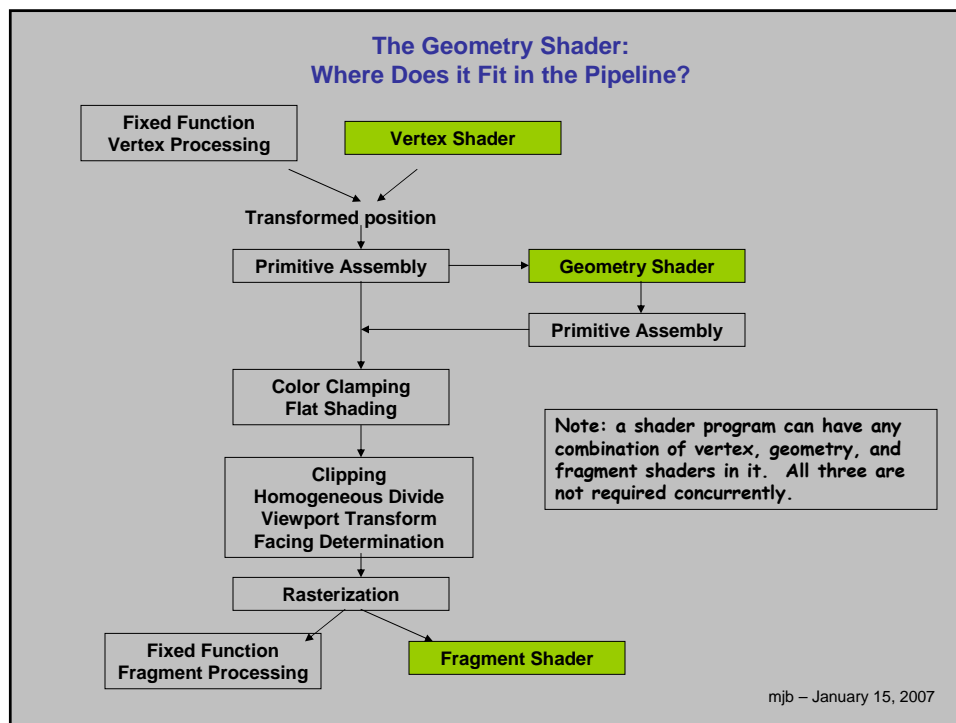 The Geometry Shader:
Where Does it Fit in the Pipeline?
Fixed Function
Vertex Processing
Vertex Shader
Transformed position
Primitive Assembly
Geometry Shader
Primitive Assembly
Color Clamping
Flat Shading
Note: a shader program can have any
combination of vertex, geometry, and
fragment shaders in it.  All three are
not required concurrently.
Clipping
Homogeneous Divide
Viewport Transform
Facing Determination
Rasterization
Fixed Function
Fragment Processing
Fragment Shader
mjb – January 15, 2007